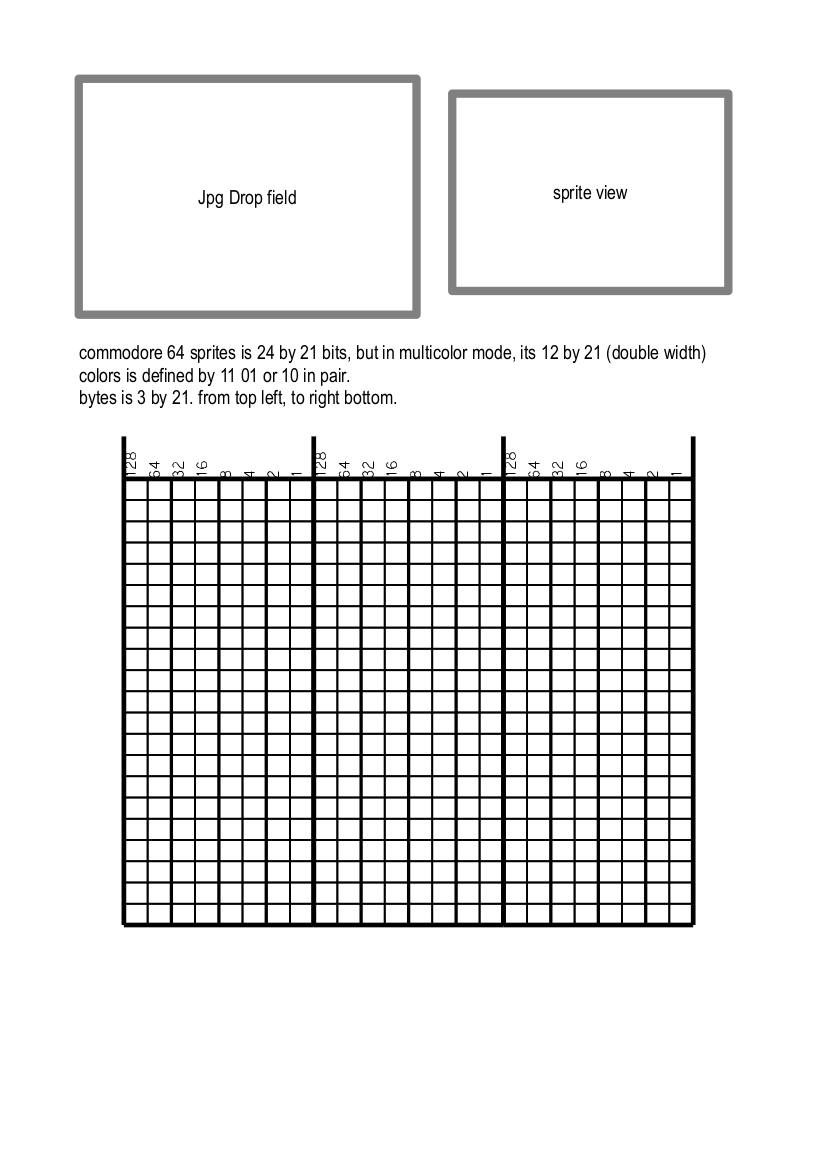 Jpg Drop field
sprite view
commodore 64 sprites is 24 by 21 bits, but in multicolor mode, its 12 by 21 (double width)
colors is defined by 11 01 or 10 in pair.
bytes is 3 by 21. from top left, to right bottom.
128 64 32 16 8 4 2 1 128 64 32 16 8 4 2 1 128 64 32 16 8 4 2 1